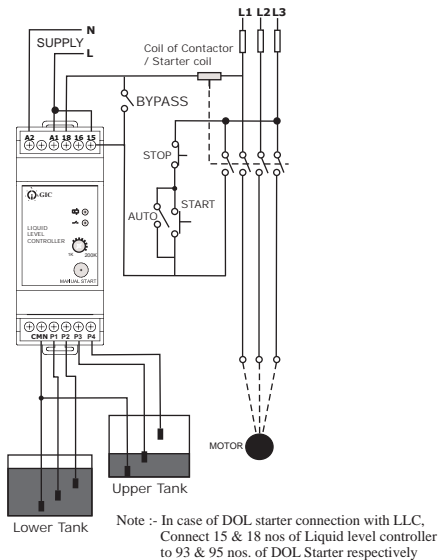 L1 L2 L3
N
SUPPLY
L
Coil of Contactor
/ Starter coil
BYPASS
A2 A1 18 16 15
STOP
GIC
START
AUTO
LIQUID
LEVEL
CONTROLLER
1K 200K
MANUAL START
CMN P1 P2 P3 P4
MOTOR
Upper Tank
Lower Tank
Note :- In case of DOL starter connection with LLC,
Connect 15 & 18 nos of Liquid level controller
to 93 & 95 nos. of DOL Starter respectively